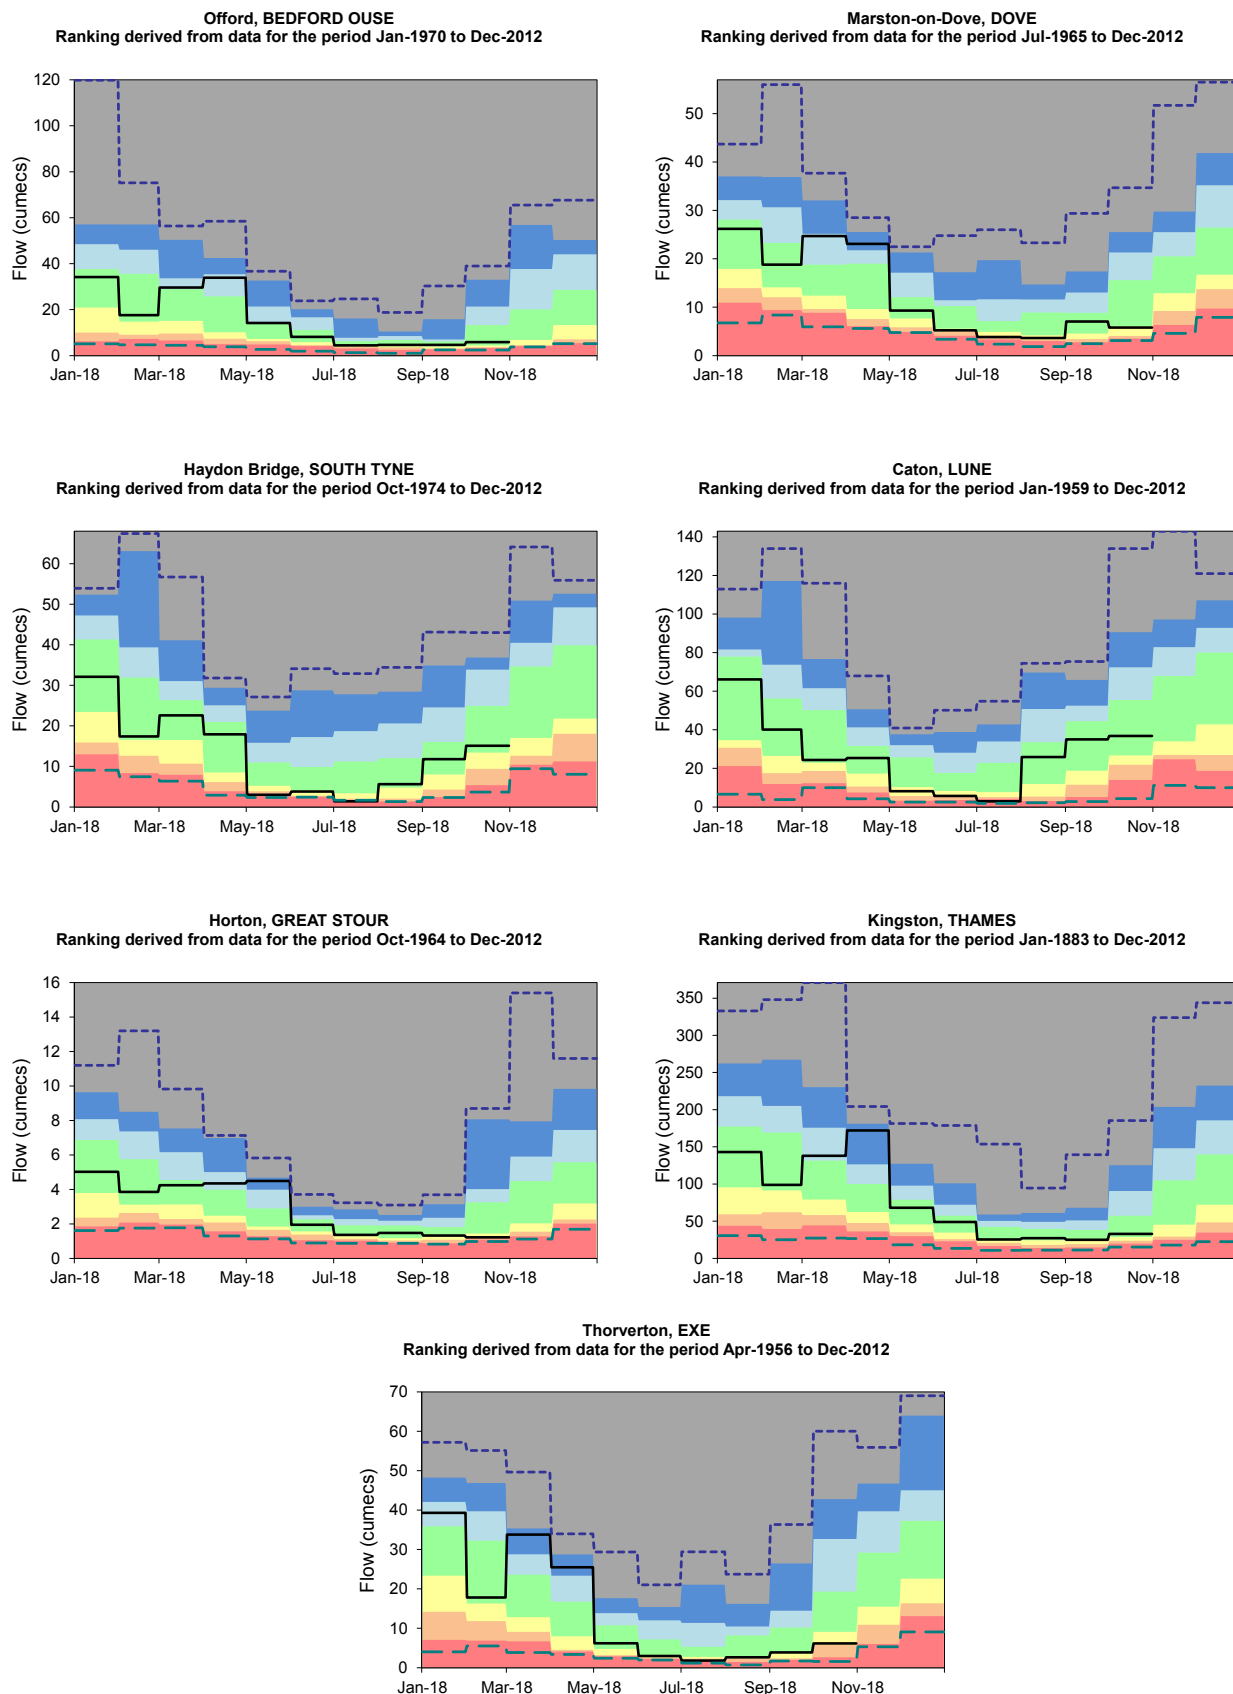 Offord, BEDFORD OUSE
Ranking derived from data for the period Jan-1970 to Dec-2012
Flow (cumecs)
120
100
80
60
40
20
0
Jan-18 Mar-18 May-18 Jul-18 Sep-18 Nov-18
Marston-on-Dove, DOVE
Ranking derived from data for the period Jul-1965 to Dec-2012
Flow (cumecs)
50
40
30
20
10
0
Jan-18 Mar-18 May-18 Jul-18 Sep-18 Nov-18
Haydon Bridge, SOUTH TYNE
Ranking derived from data for the period Oct-1974 to Dec-2012
Flow (cumecs)
60
50
40
30
20
10
0
Jan-18 Mar-18 May-18 Jul-18 Sep-18 Nov-18
Caton, LUNE
Ranking derived from data for the period Jan-1959 to Dec-2012
Flow (cumecs)
140
120
100
80
60
40
20
0
Jan-18 Mar-18 May-18 Jul-18 Sep-18 Nov-18
Horton, GREAT STOUR
Ranking derived from data for the period Oct-1964 to Dec-2012
Flow (cumecs)
16
14
12
10
8
6
4
2
0
Jan-18 Mar-18 May-18 Jul-18 Sep-18 Nov-18
Kingston, THAMES
Ranking derived from data for the period Jan-1883 to Dec-2012
Flow (cumecs)
350
300
250
200
150
100
50
0
Jan-18 Mar-18 May-18 Jul-18 Sep-18 Nov-18
Thorverton, EXE
Ranking derived from data for the period Apr-1956 to Dec-2012
Flow (cumecs)
70
60
50
40
30
20
10
0
Jan-18 Mar-18 May-18 Jul-18 Sep-18 Nov-18